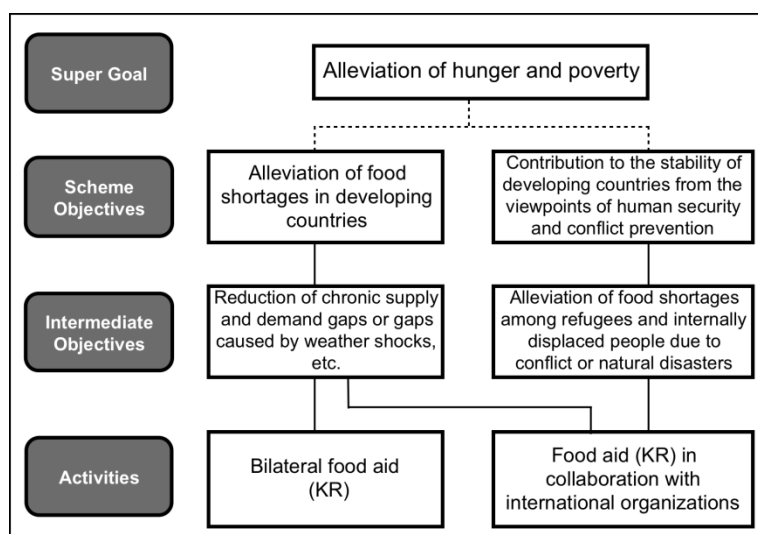 Super Goal
Alleviation of hunger and poverty
Scheme
Objectives
Alleviation of food
shortages in developing
countries
Contribution to the stability of
developing countries from the
viewpoints of human security
and conflict prevention
Intermediate
Objectives
Reduction of chronic supply
and demand gaps or gaps
caused by weather shocks,
etc.
Alleviation of food shortages
among refugees and internally
displaced people due to
conflict or natural disasters
Activities
Bilateral food aid
(KR)
Food aid (KR) in
collaboration with
international organizations